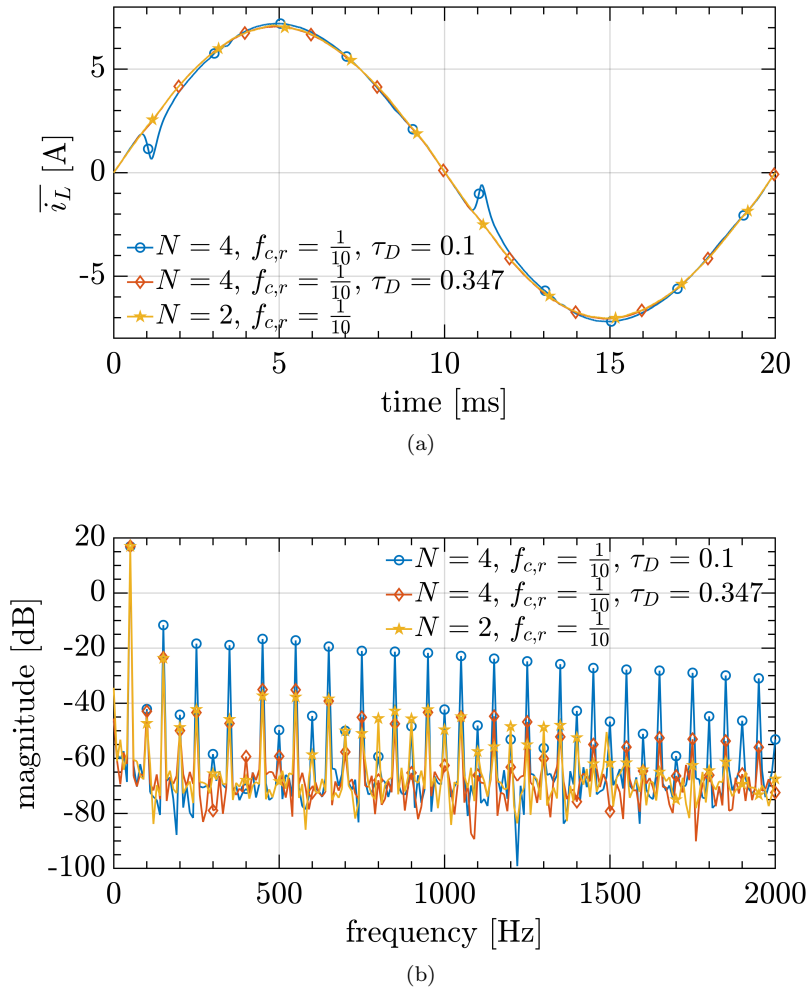 5
0
-5
$\overline{i_L}$ [A]
N = 4, f_{c,r} = \frac{1}{10}, τ_D = 0.1
N = 4, f_{c,r} = \frac{1}{10}, τ_D = 0.347
N = 2, f_{c,r} = \frac{1}{10}
0 5 10 15 20
time [ms]
(a)
20
0
-20
-40
-60
-80
-100
magnitude [dB]
N = 4, f_{c,r} = \frac{1}{10}, τ_D = 0.1
N = 4, f_{c,r} = \frac{1}{10}, τ_D = 0.347
N = 2, f_{c,r} = \frac{1}{10}
0 500 1000 1500 2000
frequency [Hz]
(b)